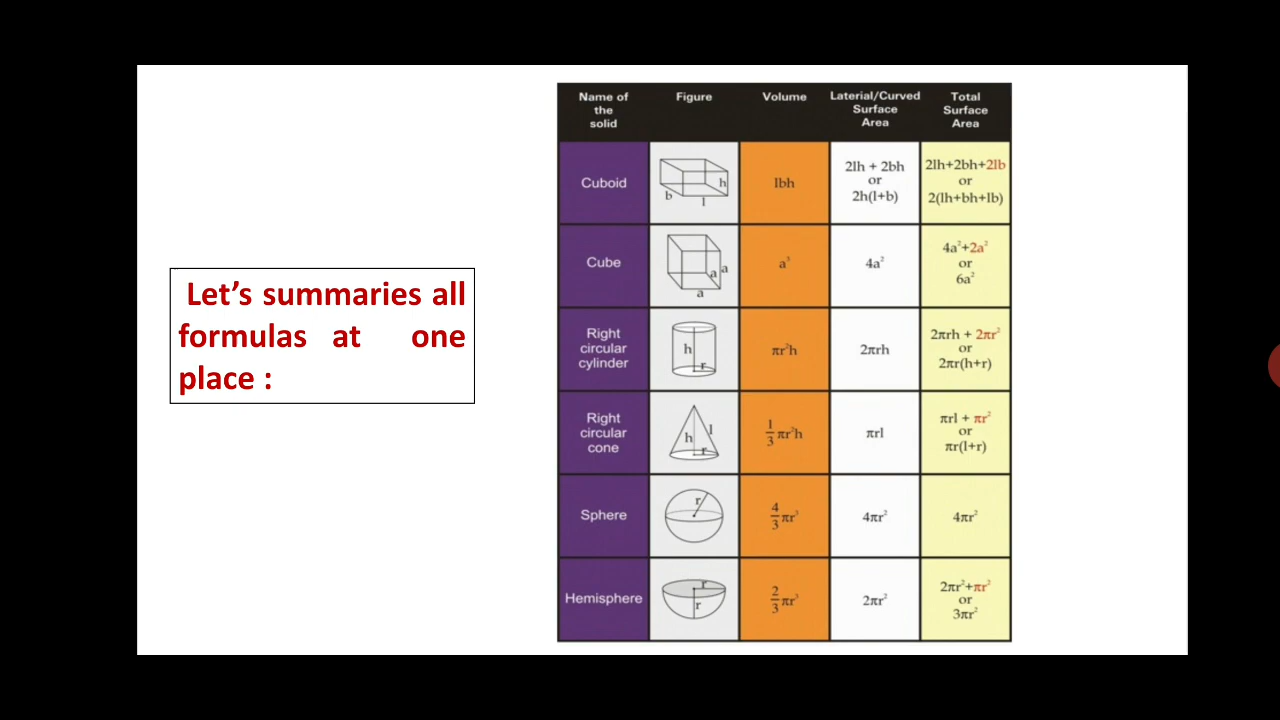 Let’s summaries all
formulas at one
place :
Name of
the
solid
Figure
Volume
Laterial/Curved
Surface
Area
Total
Surface
Area
Cuboid
h
b
l
lbh
2lh + 2bh
or
2h(l+b)
2lh+2bh+2lb
or
2(lh+bh+lb)
Cube
a
a
a
a³
4a²
4a²+2a²
or
6a²
Right
circular
cylinder
h
r
πr²h
2πrh
2πrh + 2πr²
or
2πr(h+r)
Right
circular
cone
h
l
r
1/3 πr²h
πrl
πrl + πr²
or
πr(l+r)
Sphere
r
4/3 πr³
4πr²
4πr²
Hemisphere
r
r
2/3 πr³
2πr²
2πr²+πr²
or
3πr²